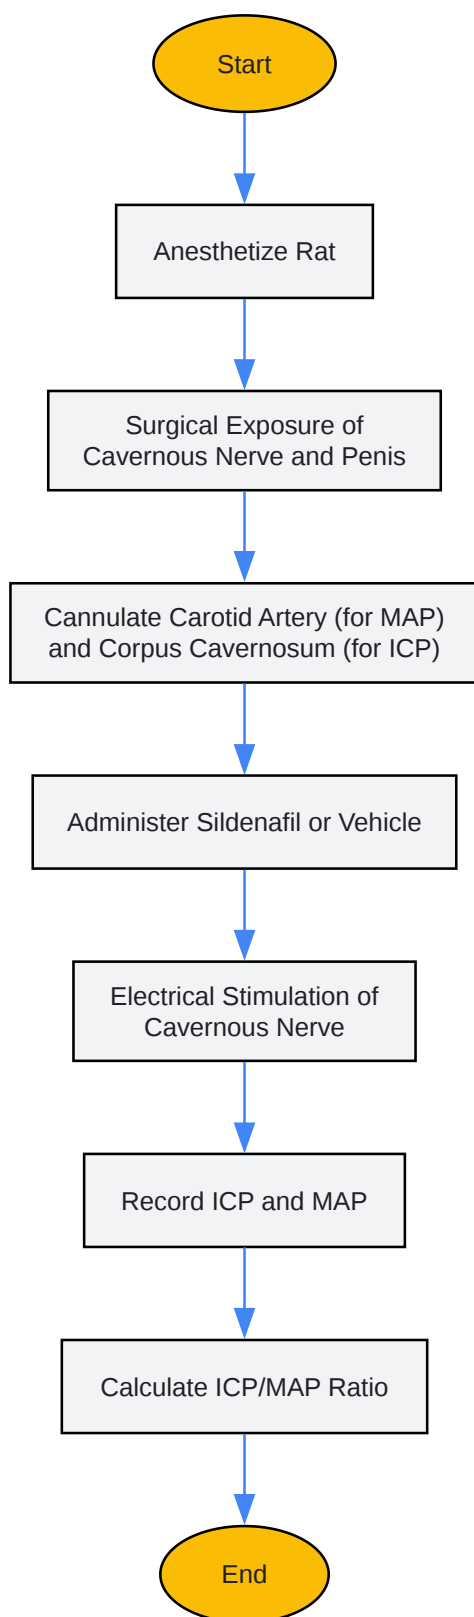 Start
Anesthetize Rat
Surgical Exposure of
Cavernous Nerve and Penis
Cannulate Carotid Artery (for MAP)
and Corpus Cavernosum (for ICP)
Administer Sildenafil or Vehicle
Electrical Stimulation of
Cavernous Nerve
Record ICP and MAP
Calculate ICP/MAP Ratio
End